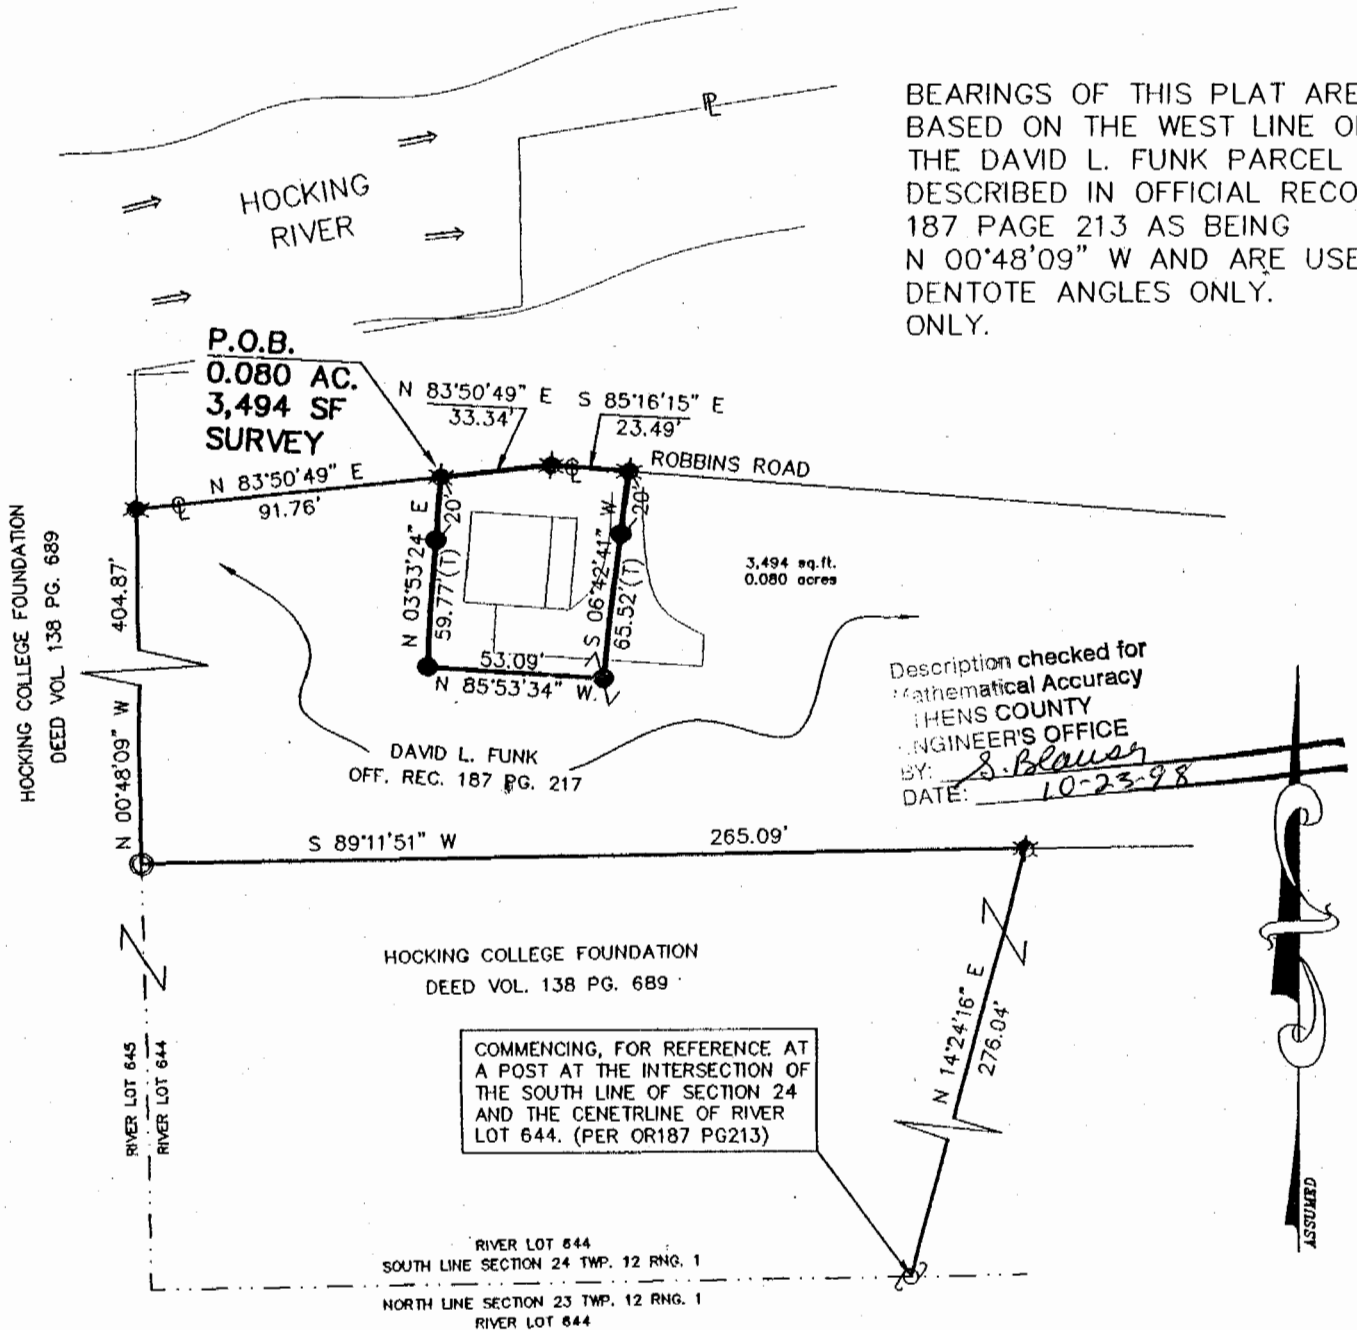 BEARINGS OF THIS PLAT ARE
BASED ON THE WEST LINE O
THE DAVID L. FUNK PARCEL
DESCRIBED IN OFFICIAL RECO
187 PAGE 213 AS BEING
N 00°48'09" W AND ARE USE
DENTOTE ANGLES ONLY.
ONLY.
HOCKING
RIVER
PL
P.O.B.
0.080 AC.
3,494 SF
SURVEY
N 83°50'49" E
33.34'
S 85°16'15" E
23.49'
ROBBINS ROAD
N 83°50'49" E
91.76'
CL
CL
20'
20'
N 03°53'24" E
59.77'(T)
S 06°42'41" W
65.52'(T)
3,494 sq.ft.
0.080 acres
53.09'
N 85°53'34" W
HOCKING COLLEGE FOUNDATION
DEED VOL. 138 PG. 689
404.87'
N 00°48'09" W
DAVID L. FUNK
OFF. REC. 187 PG. 217
Description checked for
Mathematical Accuracy
THENS COUNTY
NGINEER'S OFFICE
BY: S. Blauser
DATE: 10-23-98
S 89°11'51" W
265.09'
HOCKING COLLEGE FOUNDATION
DEED VOL. 138 PG. 689
N 14°24'16" E
276.04'
COMMENCING, FOR REFERENCE AT
A POST AT THE INTERSECTION OF
THE SOUTH LINE OF SECTION 24
AND THE CENETRLINE OF RIVER
LOT 644. (PER OR187 PG213)
RIVER LOT 645
RIVER LOT 644
RIVER LOT 644
SOUTH LINE SECTION 24 TWP. 12 RNG. 1
NORTH LINE SECTION 23 TWP. 12 RNG. 1
RIVER LOT 644
ASSUMED